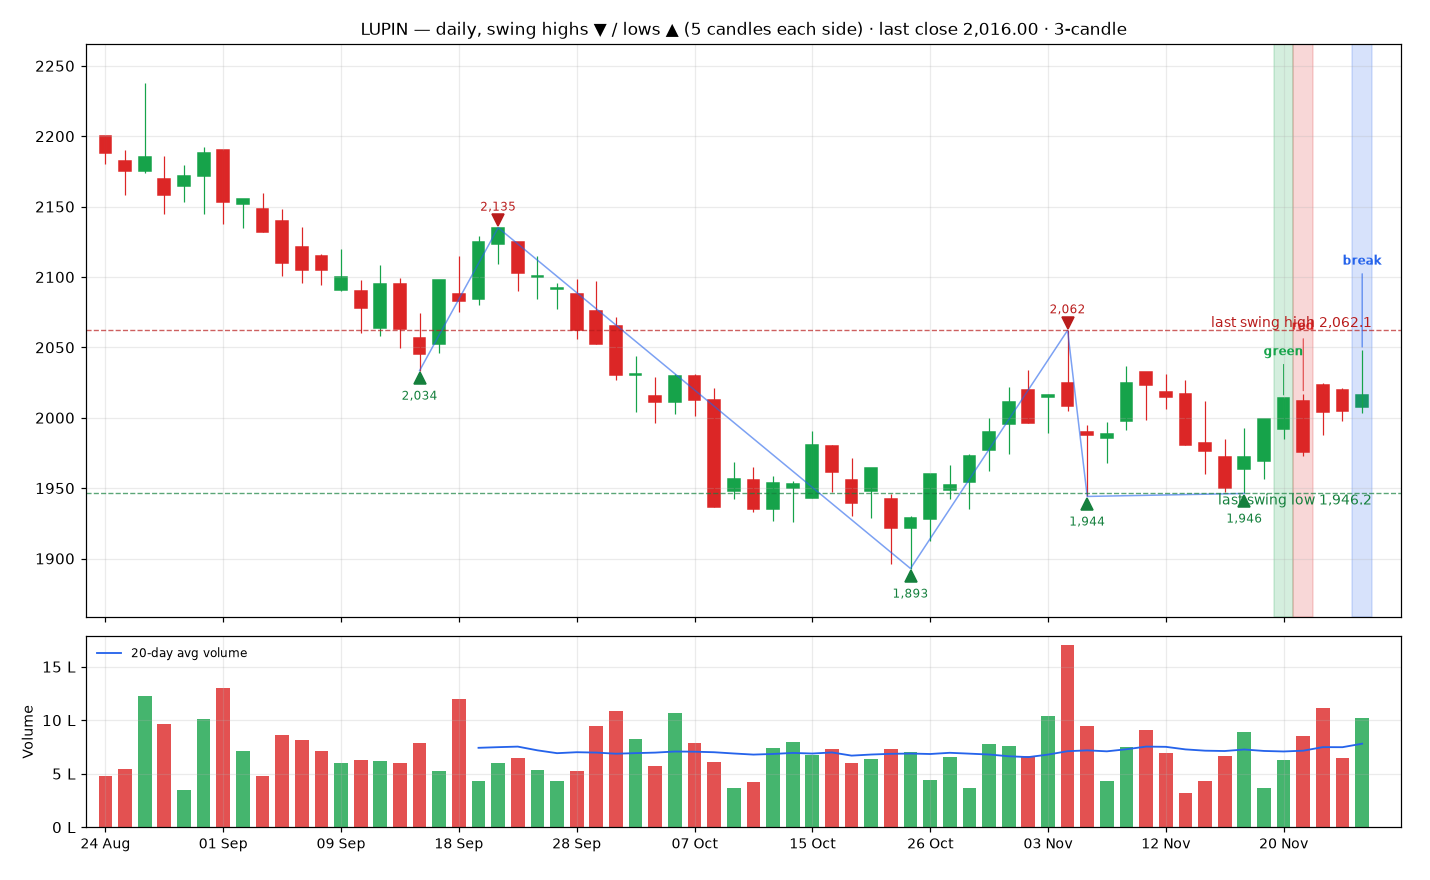 LUPIN — daily, swing highs ▼ / lows ▲ (5 candles each side) · last close 2,016.00 · 3-candle
2250
2200
2150
2100
2050
2000
1950
1900
2,135
2,034
2,062
1,893
1,944
1,946
break
last swing high 2,062.1
red
green
last swing low 1,946.2
20-day avg volume
Volume
15 L
10 L
5 L
0 L
24 Aug
01 Sep
09 Sep
18 Sep
28 Sep
07 Oct
15 Oct
26 Oct
03 Nov
12 Nov
20 Nov